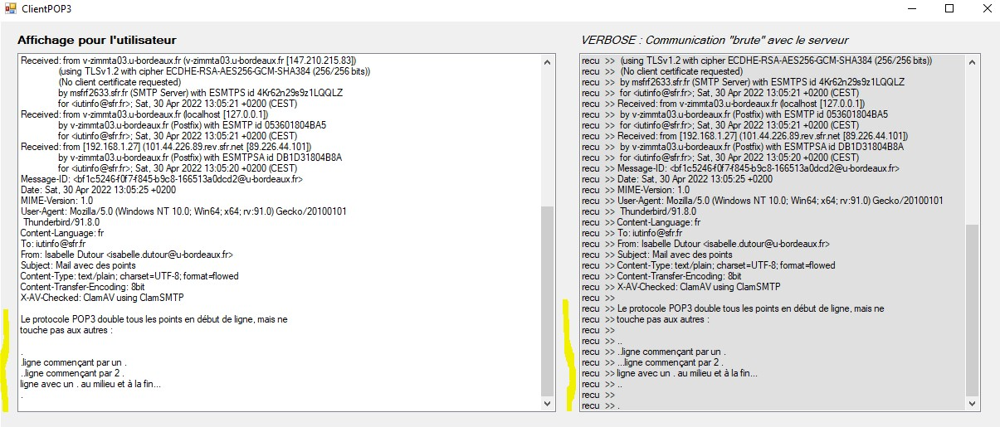 ClientPOP3
Affichage pour l'utilisateur
Received: from v-zimmta03.u-bordeaux.fr (v-zimmta03.u-bordeaux.fr [147.210.215.83])
(using TLSv1.2 with cipher ECDHE-RSA-AES256-GCM-SHA384 (256/256 bits))
(No client certificate requested)
by msfrf2633.sfr.fr (SMTP Server) with ESMTPS id 4Kr62n29s9z1LQQLZ
for <iutinfo@sfr.fr>; Sat, 30 Apr 2022 13:05:21 +0200 (CEST)
Received: from v-zimmta03.u-bordeaux.fr (localhost [127.0.0.1])
by v-zimmta03.u-bordeaux.fr (Postfix) with ESMTP id 053601804BA5
for <iutinfo@sfr.fr>; Sat, 30 Apr 2022 13:05:21 +0200 (CEST)
Received: from [192.168.1.27] (101.44.226.89.rev.sfr.net [89.226.44.101])
by v-zimmta03.u-bordeaux.fr (Postfix) with ESMTPSA id DB1D31804B8A
for <iutinfo@sfr.fr>; Sat, 30 Apr 2022 13:05:20 +0200 (CEST)
Message-ID: <bf1c5246-f0f7-f845-b9c8-166513a0dcd2@u-bordeaux.fr>
Date: Sat, 30 Apr 2022 13:05:25 +0200
MIME-Version: 1.0
User-Agent: Mozilla/5.0 (Windows NT 10.0; Win64; x64; rv:91.0) Gecko/20100101
Thunderbird/91.8.0
Content-Language: fr
To: iutinfo@sfr.fr
From: Isabelle Dutour <isabelle.dutour@u-bordeaux.fr>
Subject: Mail avec des points
Content-Type: text/plain; charset=UTF-8; format=flowed
Content-Transfer-Encoding: 8bit
X-AV-Checked: ClamAV using ClamSMTP
Le protocole POP3 double tous les points en début de ligne, mais ne
touche pas aux autres :
.
.ligne commençant par un .
..ligne commençant par 2 .
ligne avec un . au milieu et à la fin...
.
VERBOSE : Communication "brute" avec le serveur
recu >> (using TLSv1.2 with cipher ECDHE-RSA-AES256-GCM-SHA384 (256/256 bits))
recu >> (No client certificate requested)
recu >> by msfrf2633.sfr.fr (SMTP Server) with ESMTPS id 4Kr62n29s9z1LQQLZ
recu >> for <iutinfo@sfr.fr>; Sat, 30 Apr 2022 13:05:21 +0200 (CEST)
recu >> Received: from v-zimmta03.u-bordeaux.fr (localhost [127.0.0.1])
recu >> by v-zimmta03.u-bordeaux.fr (Postfix) with ESMTP id 053601804BA5
recu >> for <iutinfo@sfr.fr>; Sat, 30 Apr 2022 13:05:21 +0200 (CEST)
recu >> Received: from [192.168.1.27] (101.44.226.89.rev.sfr.net [89.226.44.101])
recu >> by v-zimmta03.u-bordeaux.fr (Postfix) with ESMTPSA id DB1D31804B8A
recu >> for <iutinfo@sfr.fr>; Sat, 30 Apr 2022 13:05:20 +0200 (CEST)
recu >> Message-ID: <bf1c5246-f0f7-f845-b9c8-166513a0dcd2@u-bordeaux.fr>
recu >> Date: Sat, 30 Apr 2022 13:05:25 +0200
recu >> MIME-Version: 1.0
recu >> User-Agent: Mozilla/5.0 (Windows NT 10.0; Win64; x64; rv:91.0) Gecko/20100101
recu >> Thunderbird/91.8.0
recu >> Content-Language: fr
recu >> To: iutinfo@sfr.fr
recu >> From: Isabelle Dutour <isabelle.dutour@u-bordeaux.fr>
recu >> Subject: Mail avec des points
recu >> Content-Type: text/plain; charset=UTF-8; format=flowed
recu >> Content-Transfer-Encoding: 8bit
recu >> X-AV-Checked: ClamAV using ClamSMTP
recu >>
recu >> Le protocole POP3 double tous les points en début de ligne, mais ne
recu >> touche pas aux autres :
recu >>
recu >> ..
recu >> ..ligne commençant par un .
recu >> ...ligne commençant par 2 .
recu >> ligne avec un . au milieu et à la fin...
recu >> ..
recu >>
recu >> .